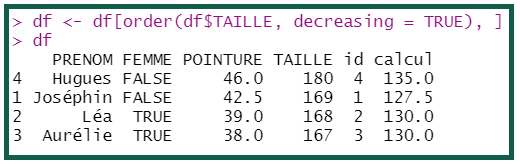 > df <- df[order(df$TAILLE, decreasing = TRUE), ]
> df
PRENOM FEMME POINTURE TAILLE id calcul
4 Hugues FALSE 46.0 180 4 135.0
1 Joséphin FALSE 42.5 169 1 127.5
2 Léa TRUE 39.0 168 2 130.0
3 Aurélie TRUE 38.0 167 3 130.0